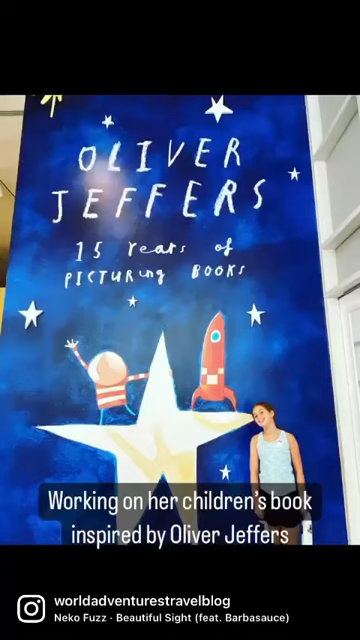 OLIVER
JEFFERS
15 Years of
PICTURING BOOKS
Working on her children's book
inspired by Oliver Jeffers
worldadventurestravelblog
Neko Fuzz · Beautiful Sight (feat. Barbasauce)